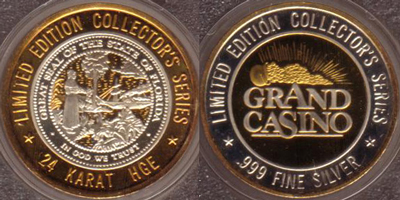 LIMITED EDITION COLLECTOR'S SERIES
GREAT SEAL OF THE STATE OF FLORIDA
IN GOD WE TRUST
24 KARAT HGE
LIMITED EDITION COLLECTOR'S SERIES
GRAND
CASINO
.999 FINE SILVER